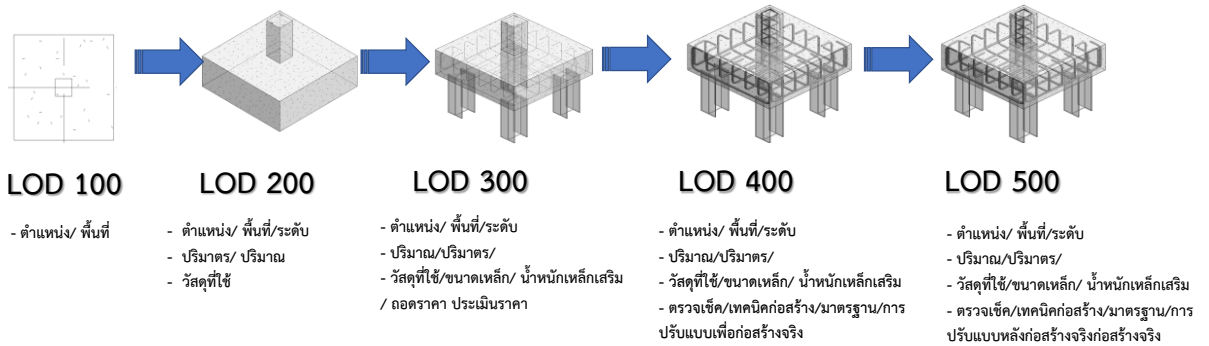 LOD 100
- ตำแหน่ง/ พื้นที่
LOD 200
- ตำแหน่ง/ พื้นที่/ระดับ
- ปริมาตร/ ปริมาณ
- วัสดุที่ใช้
LOD 300
- ตำแหน่ง/ พื้นที่/ระดับ
- ปริมาณ/ปริมาตร/
- วัสดุที่ใช้/ขนาดเหล็ก/ น้ำหนักเหล็กเสริม
/ ถอดราคา ประเมินราคา
LOD 400
- ตำแหน่ง/ พื้นที่/ระดับ
- ปริมาณ/ปริมาตร/
- วัสดุที่ใช้/ขนาดเหล็ก/ น้ำหนักเหล็กเสริม
- ตรวจเช็ค/เทคนิคก่อสร้าง/มาตรฐาน/การ
ปรับแบบเพื่อก่อสร้างจริง
LOD 500
- ตำแหน่ง/ พื้นที่/ระดับ
- ปริมาณ/ปริมาตร/
- วัสดุที่ใช้/ขนาดเหล็ก/ น้ำหนักเหล็กเสริม
- ตรวจเช็ค/เทคนิคก่อสร้าง/มาตรฐาน/การ
ปรับแบบหลังก่อสร้างจริงก่อสร้างจริง